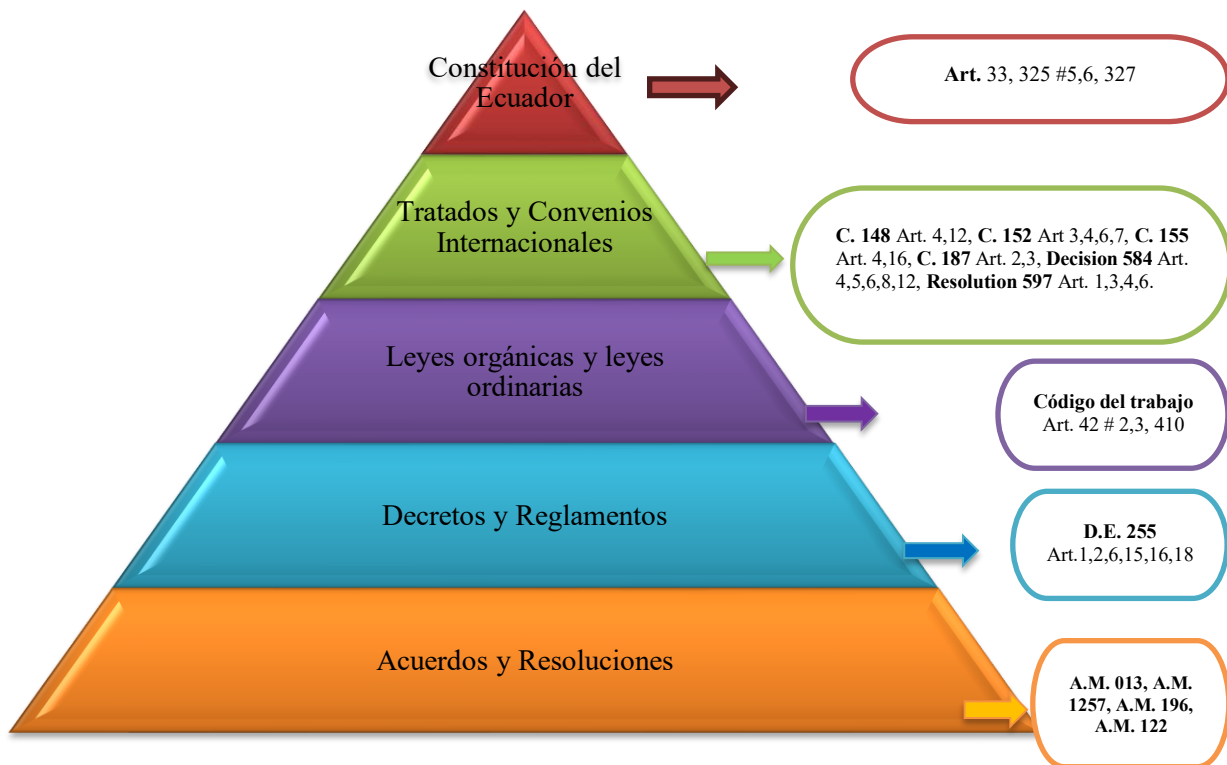 Constitución del
Ecuador
Art. 33, 325 #5,6, 327
Tratados y Convenios
Internacionales
C. 148 Art. 4,12, C. 152 Art 3,4,6,7, C. 155
Art. 4,16, C. 187 Art. 2,3, Decision 584 Art.
4,5,6,8,12, Resolution 597 Art. 1,3,4,6.
Leyes orgánicas y leyes
ordinarias
Código del trabajo
Art. 42 # 2,3, 410
Decretos y Reglamentos
D.E. 255
Art.1,2,6,15,16,18
Acuerdos y Resoluciones
A.M. 013, A.M.
1257, A.M. 196,
A.M. 122